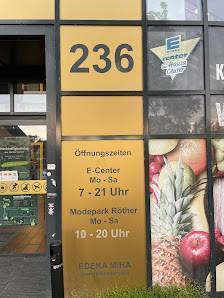 236
E
center
Öffnungszeiten
E-Center
Mo - Sa
7 - 21 Uhr
Modepark Röther
Mo - Sa
10 - 20 Uhr
EDEKA MIHA